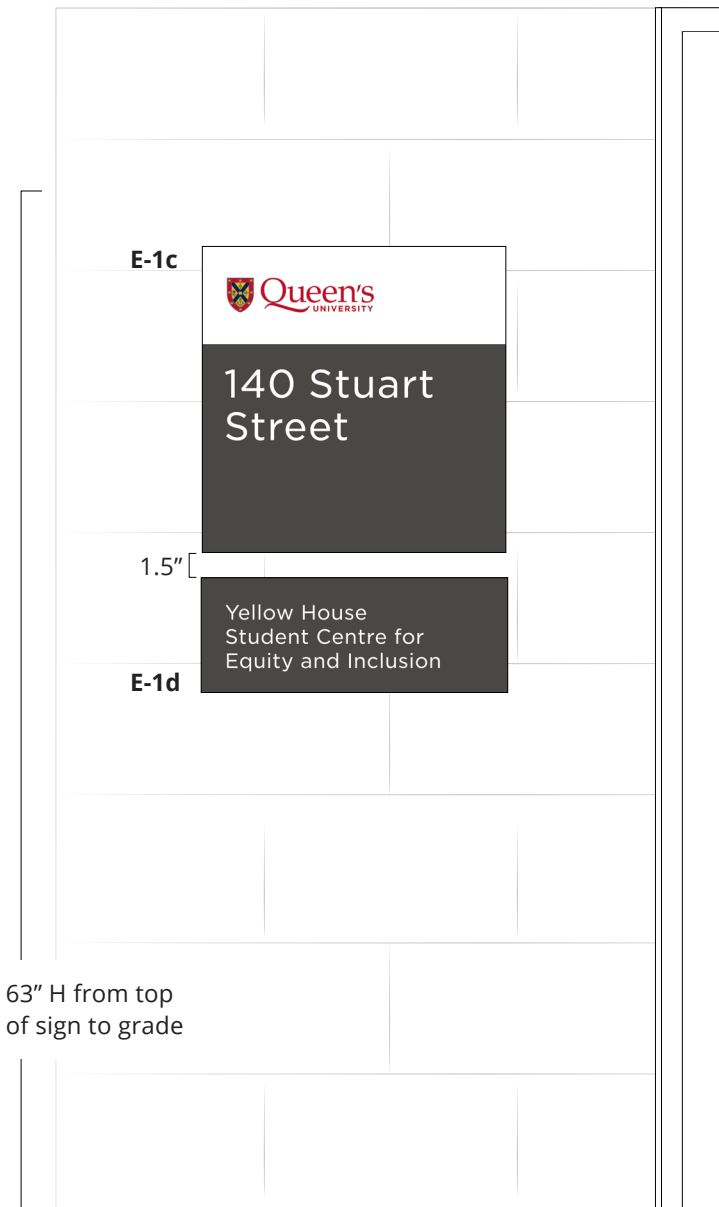 E-1c
Queen's
UNIVERSITY
140 Stuart
Street
1.5”
Yellow House
Student Centre for
Equity and Inclusion
E-1d
63” H from top
of sign to grade